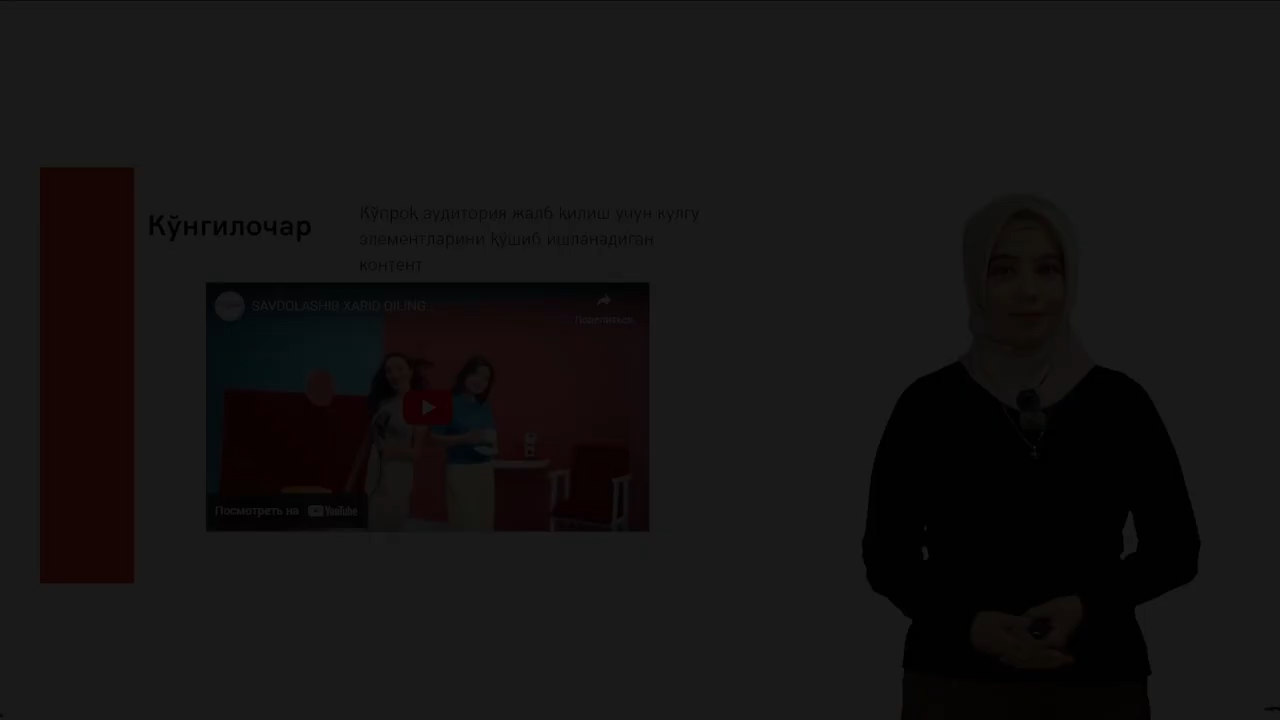 Кўнгилочар
Кўпроқ аудитория жалб қилиш учун кулгу
элементларини қўшиб ишланадиган
контент
SAVDOLASHIB XARID QILING
Поделиться
Посмотреть на YouTube